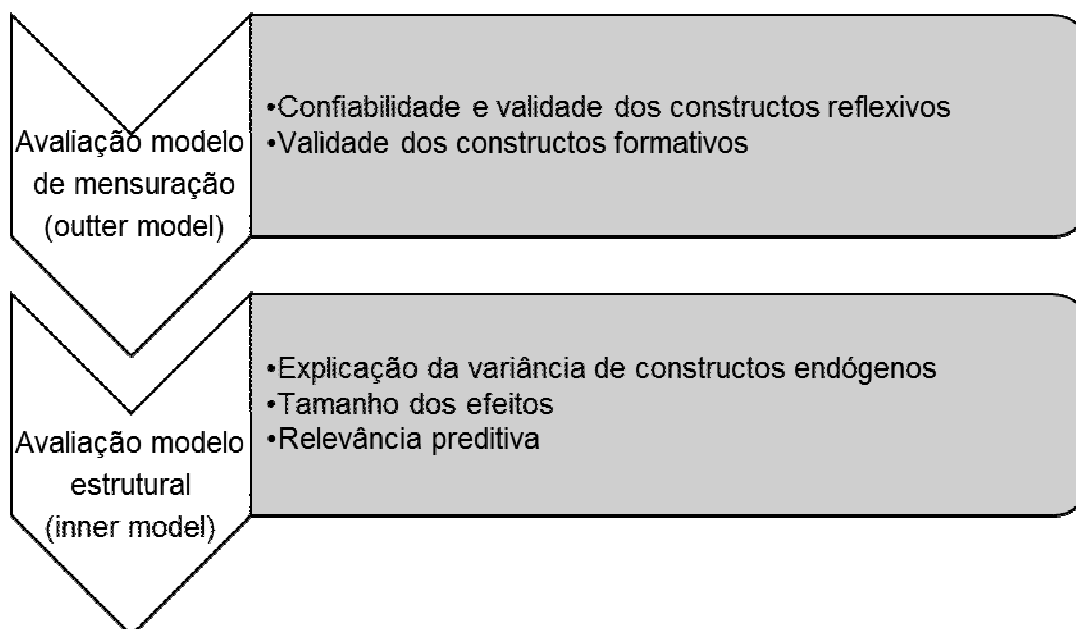 Avaliação modelo
de mensuração
(outter model)
•Confiabilidade e validade dos constructos reflexivos
•Validade dos constructos formativos
Avaliação modelo
estrutural
(inner model)
•Explicação da variância de constructos endógenos
•Tamanho dos efeitos
•Relevância preditiva